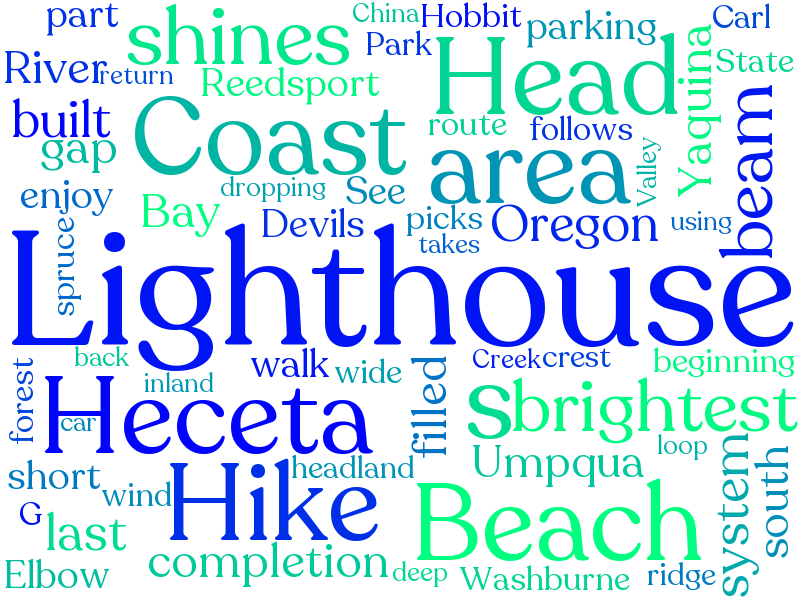 part
shines
China
Hobbit
parking
Carl
Park
State
River
return
Reedsport
Head
Yaquina
built
Coast
route
follows
beam
gap
area
Valley
enjoy
dropping
See
Bay
Devils
picks
Oregon
using
takes
spruce
Lighthouse
back
walk
wide
Creek
crest
beginning
forest
inland
car
Heceta
filled
s
brightest
loop
short
wind
Hike
headland
Umpqua
system
south
G
last
Beach
completion
Elbow
deep
Washburne
ridge